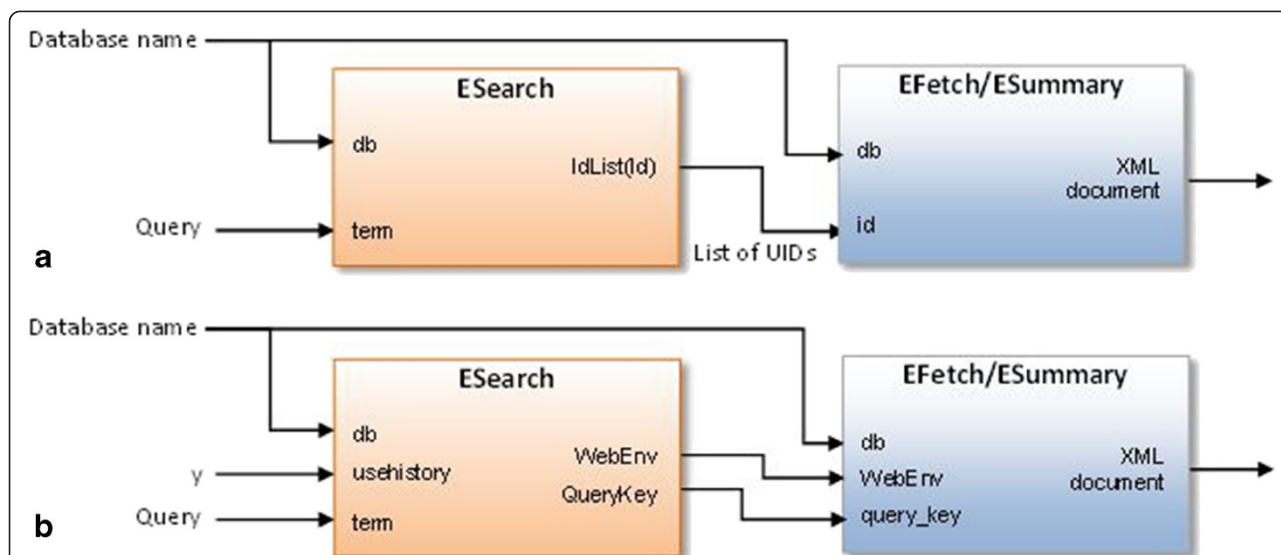 Database name
ESearch
EFetch/ESummary
db
db
IdList(Id)
XML
document
Query
term
id
a
List of UIDs
Database name
ESearch
EFetch/ESummary
db
db
y
usehistory
WebEnv
WebEnv
XML
document
QueryKey
Query
term
query_key
b